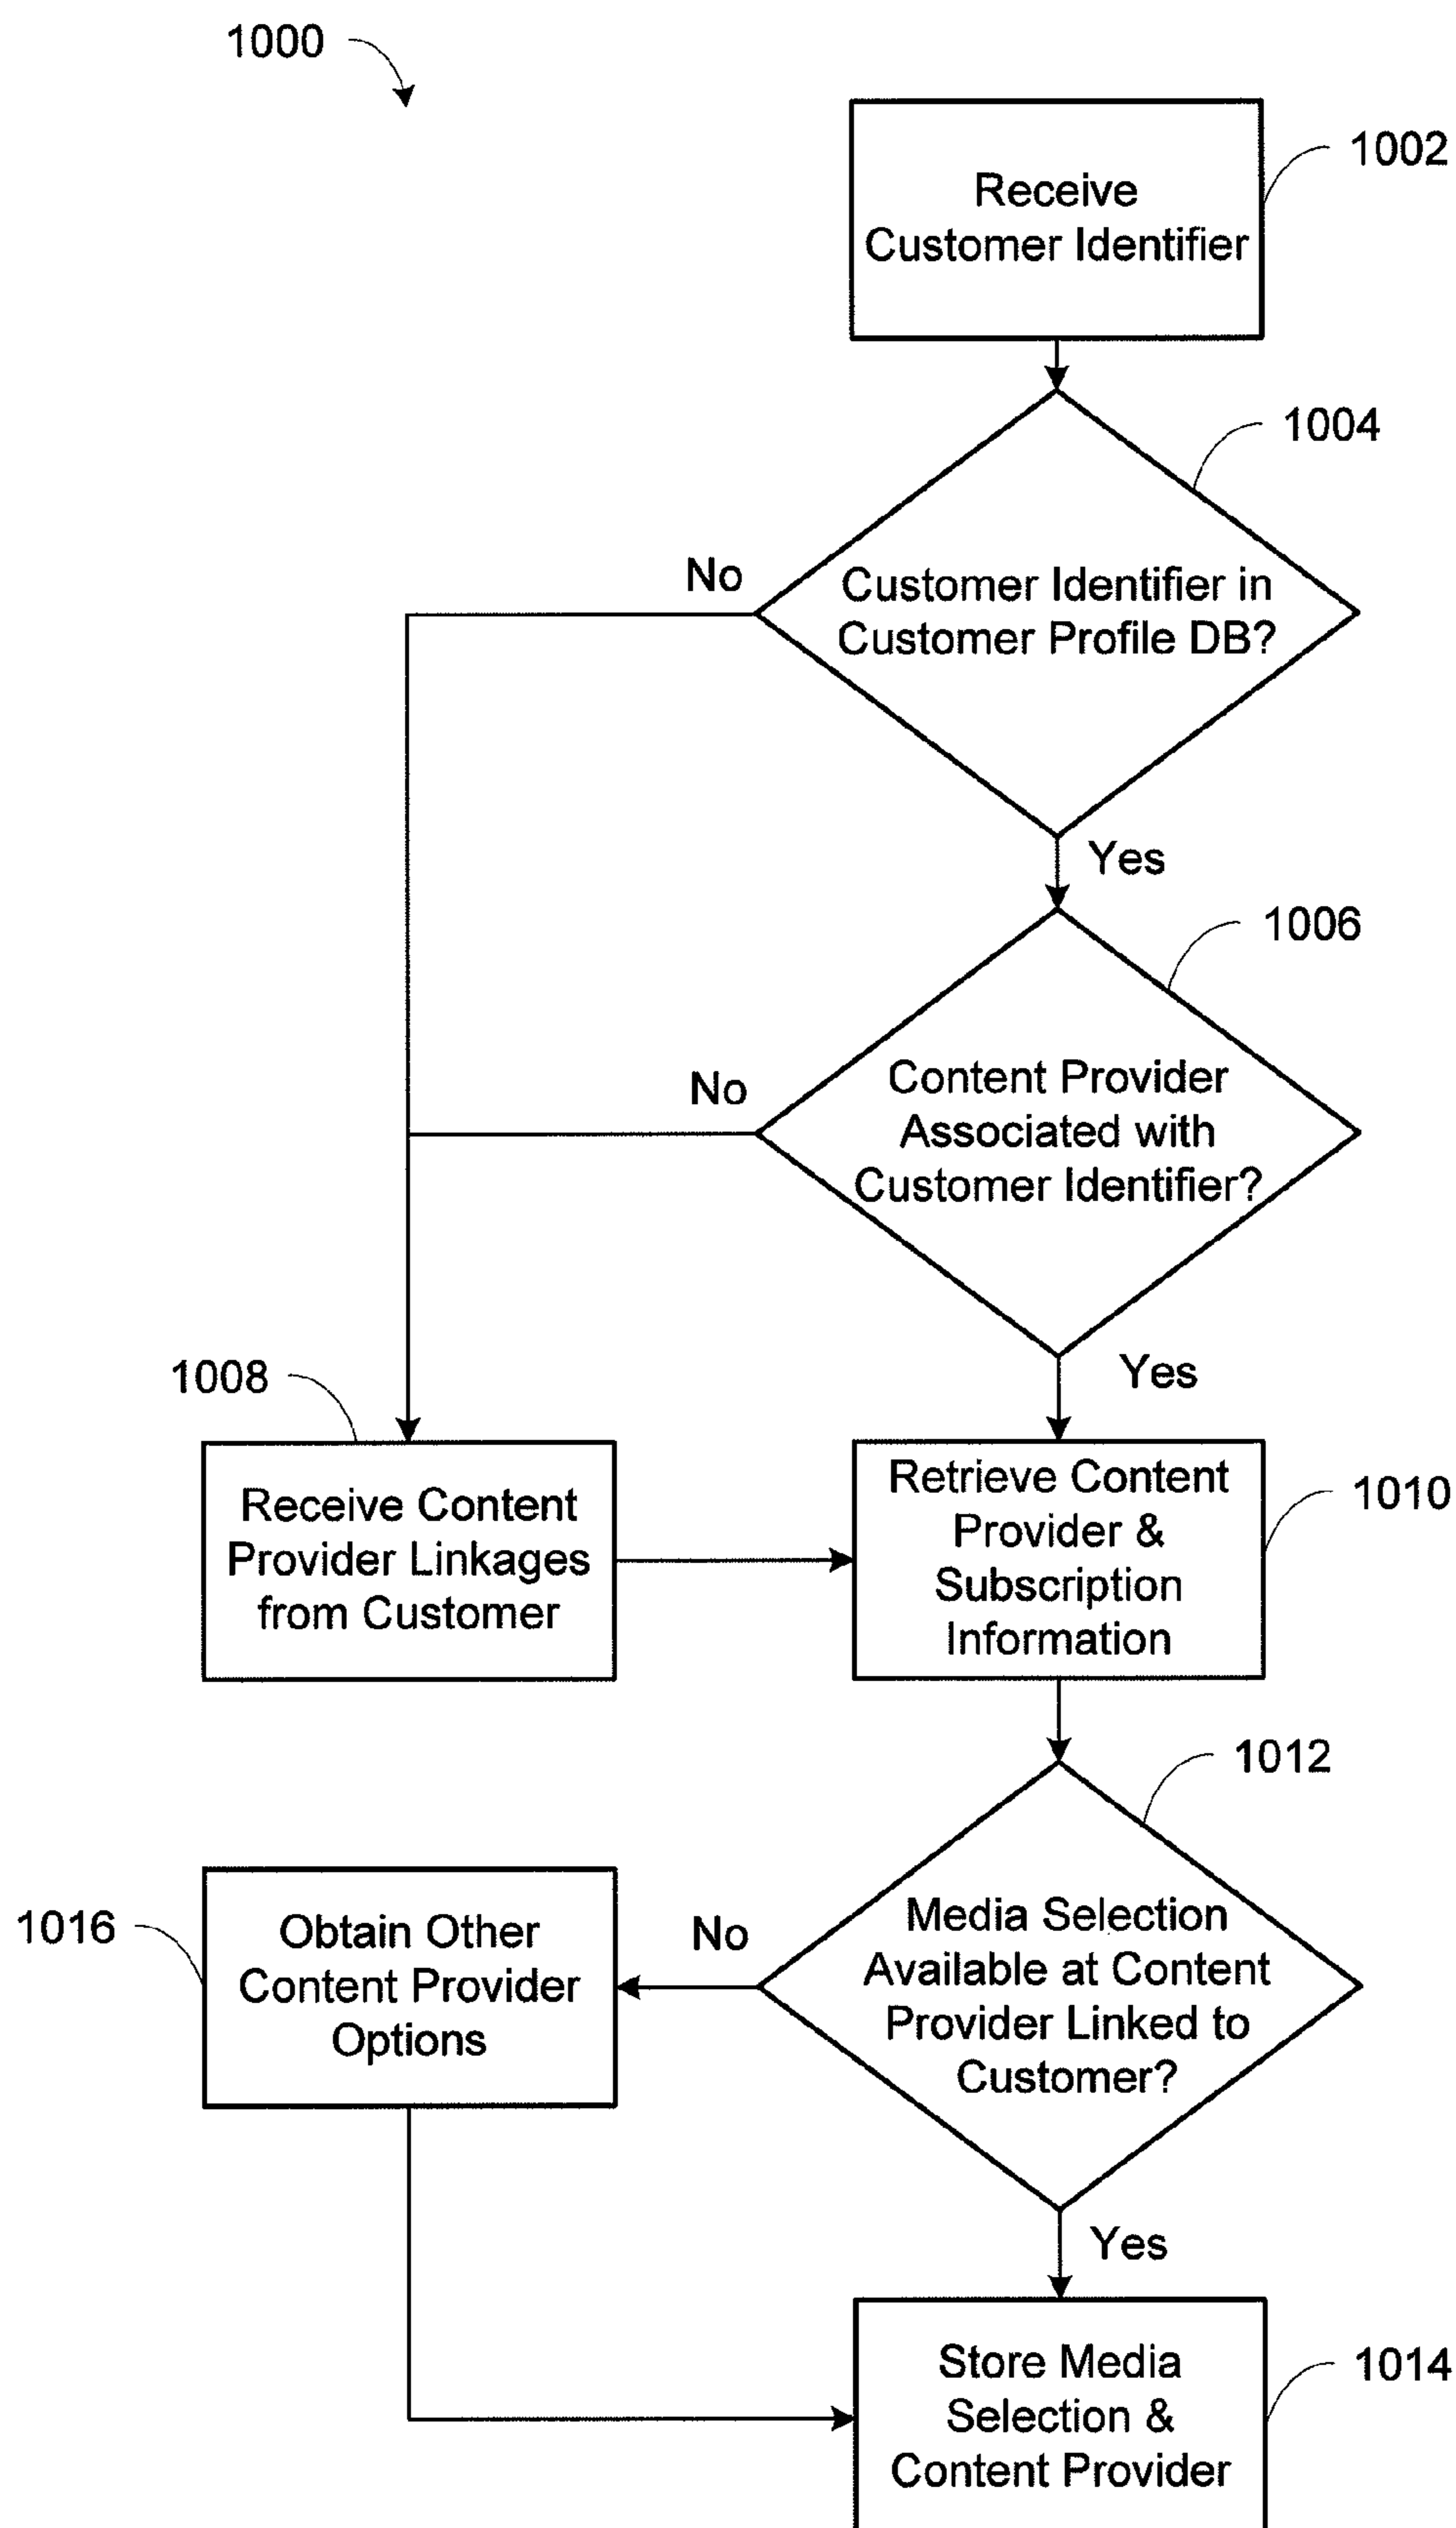 1000
Receive
Customer Identifier
1002
1004
Customer Identifier in
Customer Profile DB?
No
Yes
1006
Content Provider
Associated with
Customer Identifier?
No
Yes
1008
Receive Content
Provider Linkages
from Customer
Retrieve Content
Provider &
Subscription
Information
1010
1012
Media Selection
Available at Content
Provider Linked to
Customer?
No
1016
Obtain Other
Content Provider
Options
Yes
Store Media
Selection &
Content Provider
1014